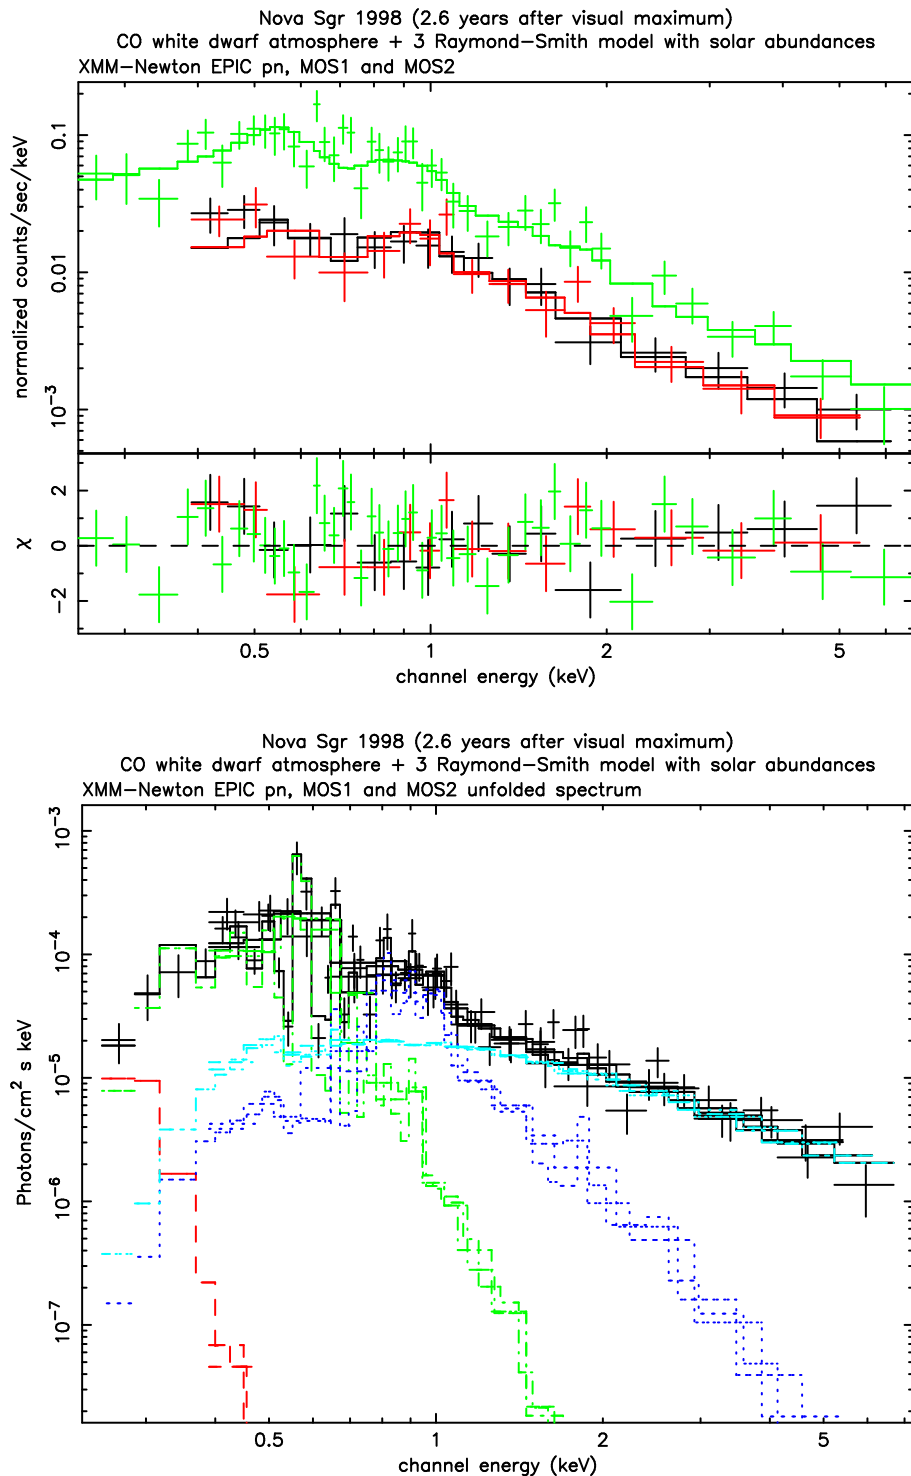 Nova Sgr 1998 (2.6 years after visual maximum)
CO white dwarf atmosphere + 3 Raymond-Smith model with solar abundances
XMM-Newton EPIC pn, MOS1 and MOS2
normalized counts/sec/keV
0.1
0.01
10⁻³
χ
2
0
−2
0.5 1 2 5
channel energy (keV)
Nova Sgr 1998 (2.6 years after visual maximum)
CO white dwarf atmosphere + 3 Raymond-Smith model with solar abundances
XMM-Newton EPIC pn, MOS1 and MOS2 unfolded spectrum
Photons/cm² s keV
10⁻³
10⁻⁴
10⁻⁵
10⁻⁶
10⁻⁷
0.5 1 2 5
channel energy (keV)